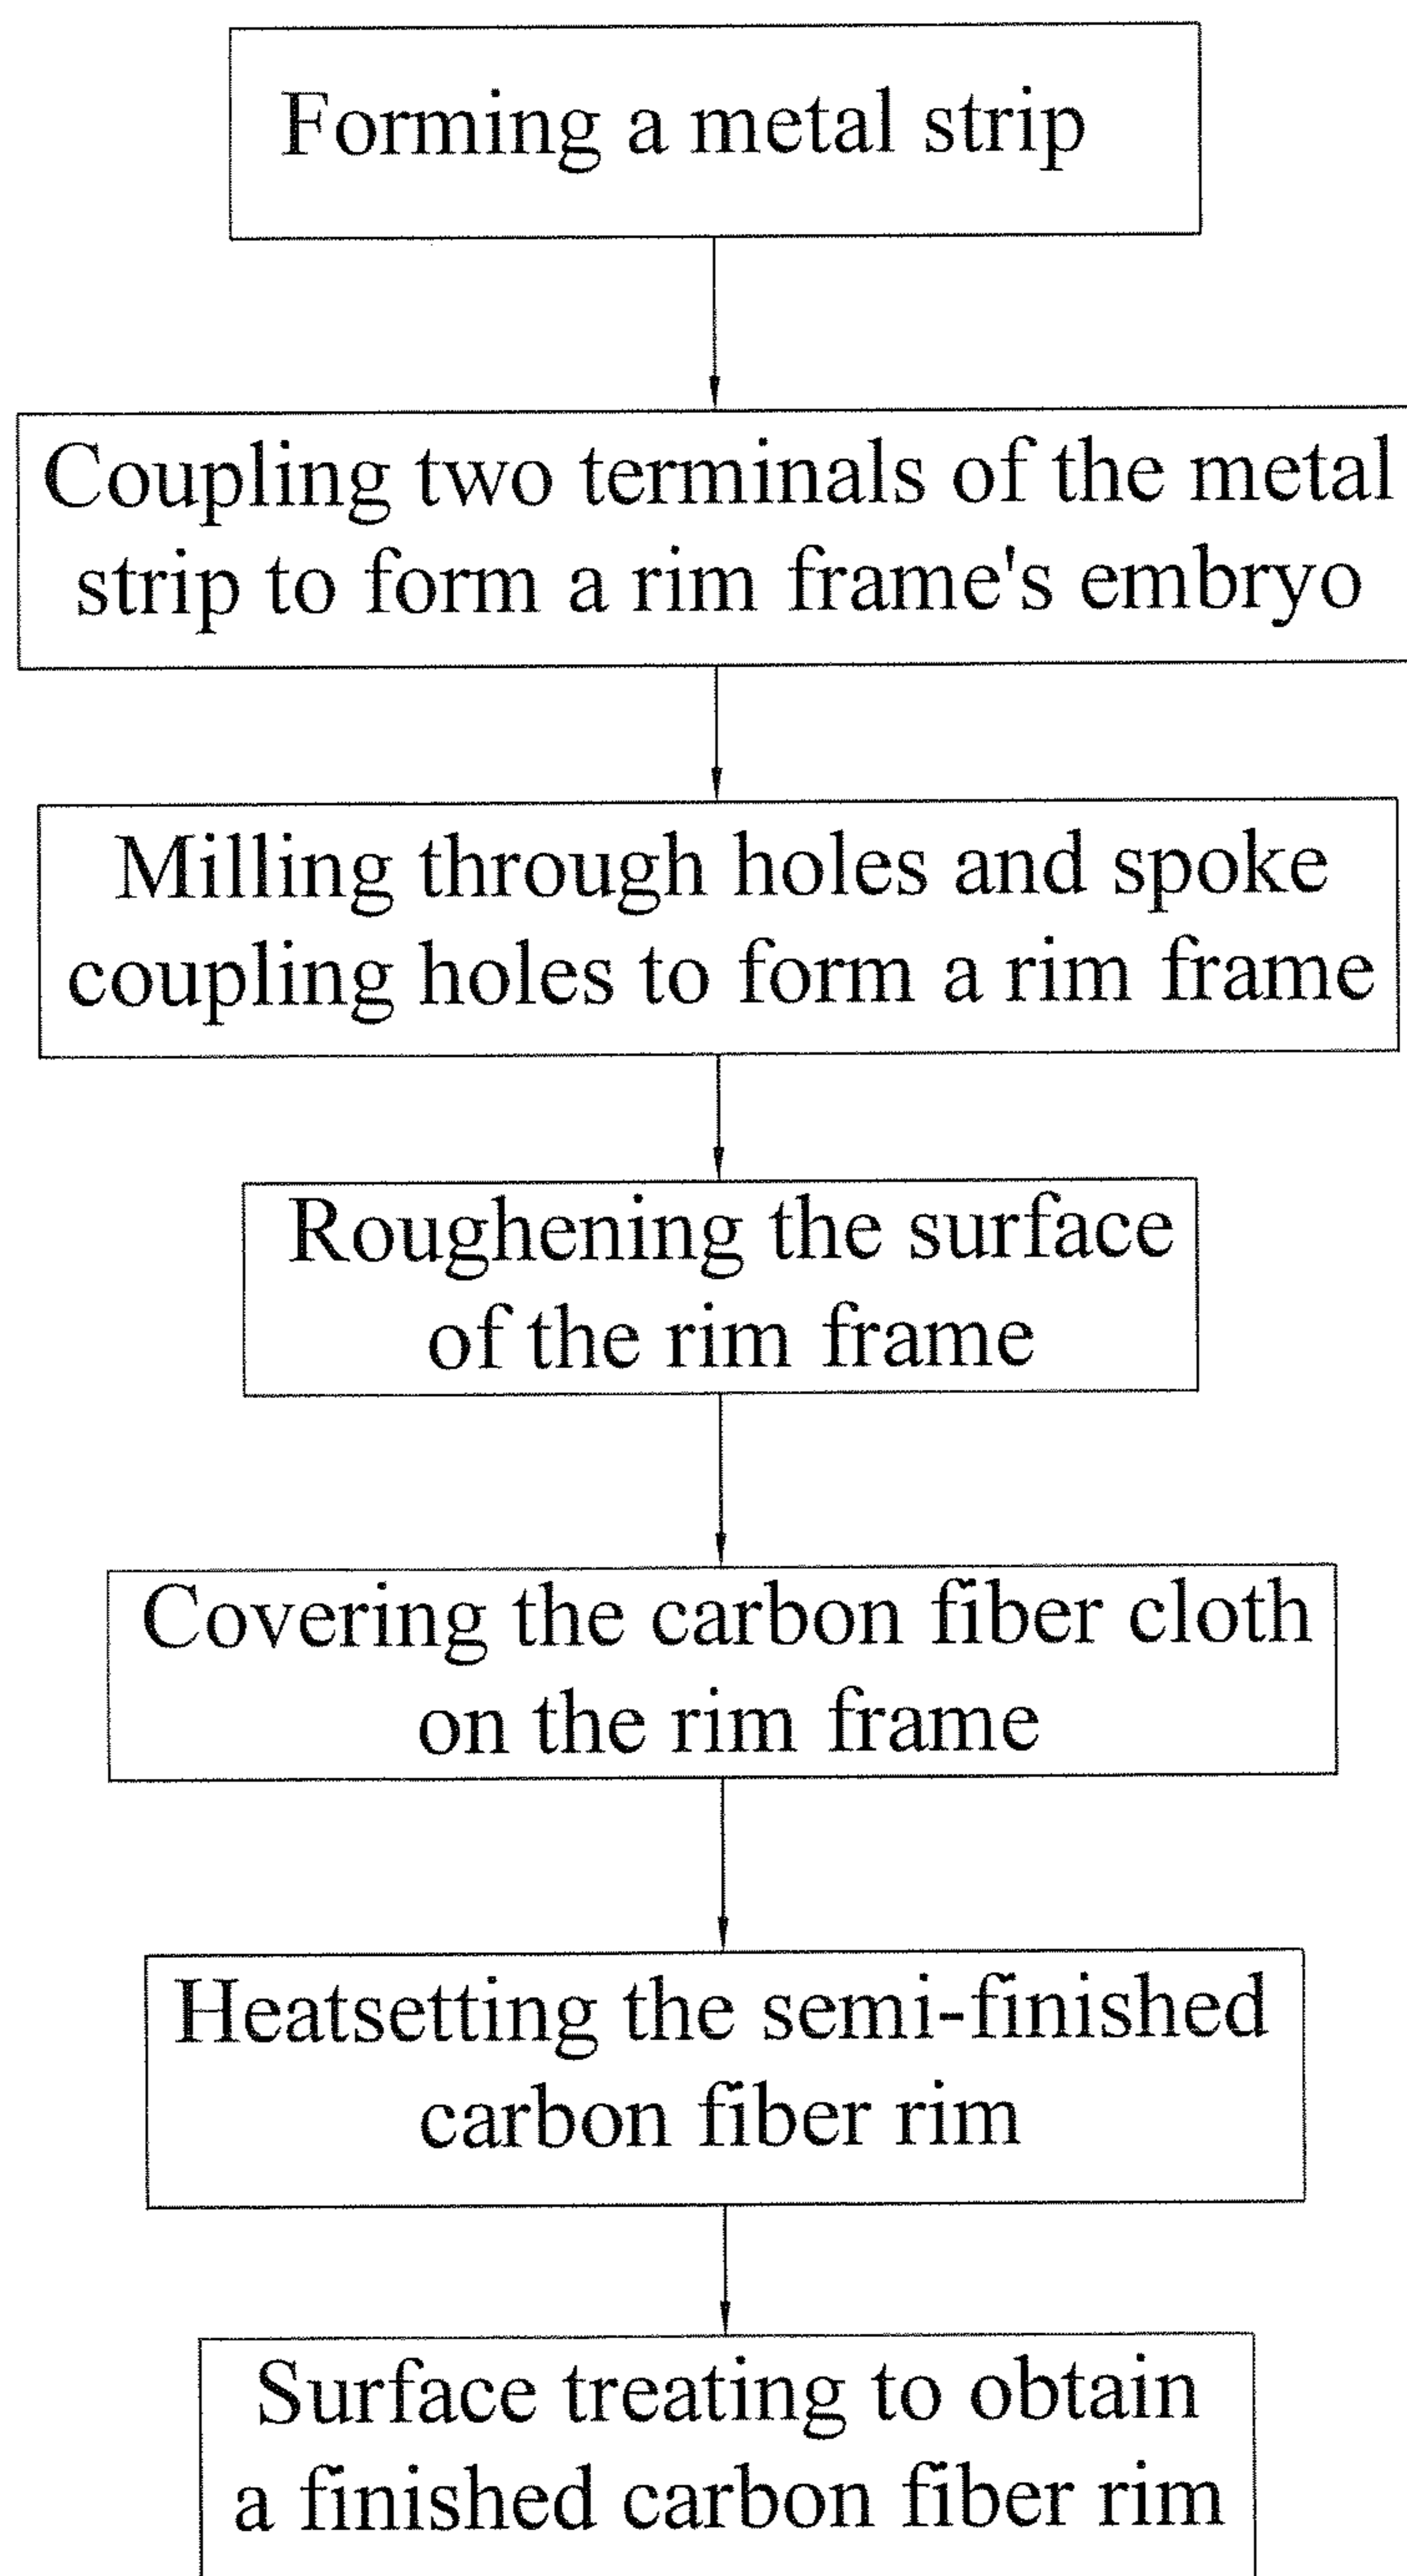 Forming a metal strip
Coupling two terminals of the metal
strip to form a rim frame's embryo
Milling through holes and spoke
coupling holes to form a rim frame
Roughening the surface
of the rim frame
Covering the carbon fiber cloth
on the rim frame
Heatsetting the semi-finished
carbon fiber rim
Surface treating to obtain
a finished carbon fiber rim